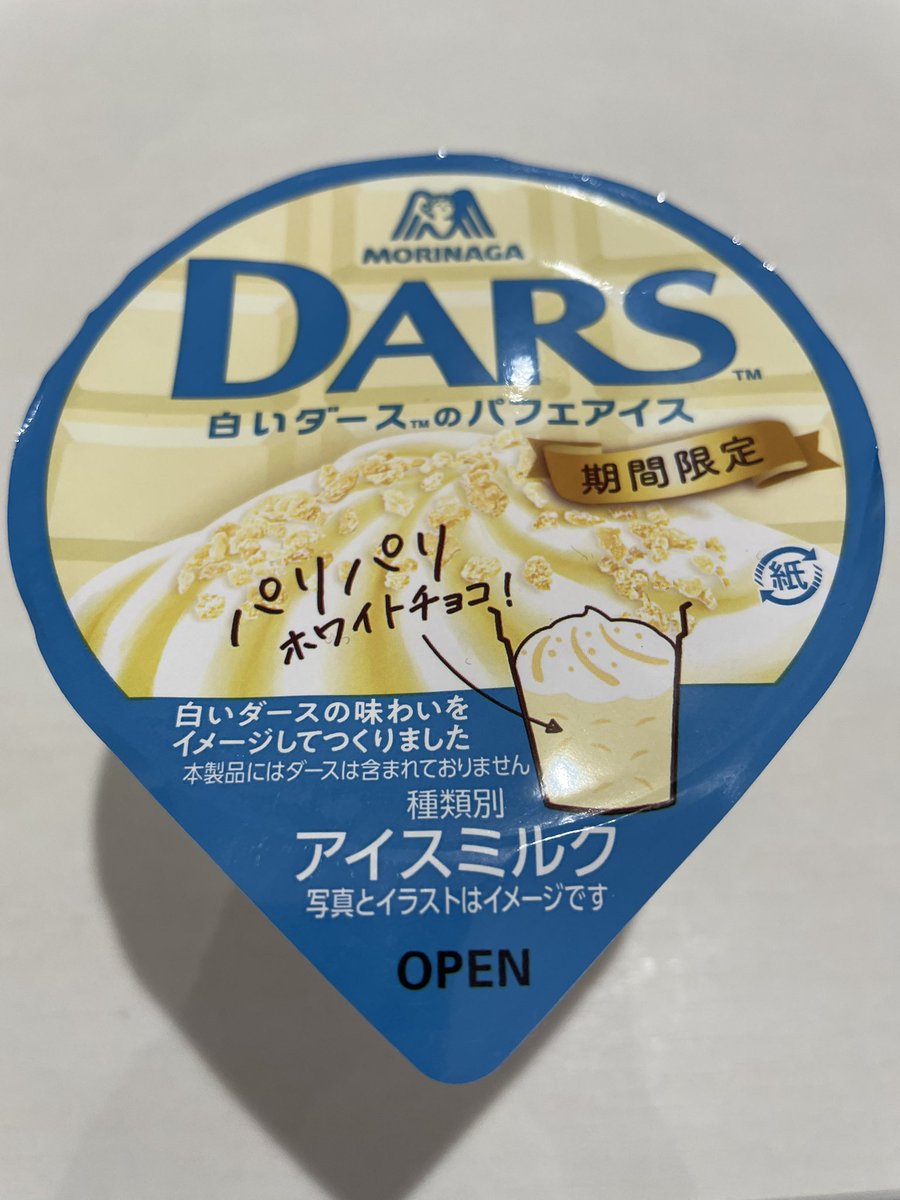 MORINAGA
DARS™
白いダース™のパフェアイス
期間限定
パリパリ
ホワイトチョコ!
紙
白いダースの味わいを
イメージしてつくりました
本製品にはダースは含まれておりません
種類別
アイスミルク
写真とイラストはイメージです
OPEN